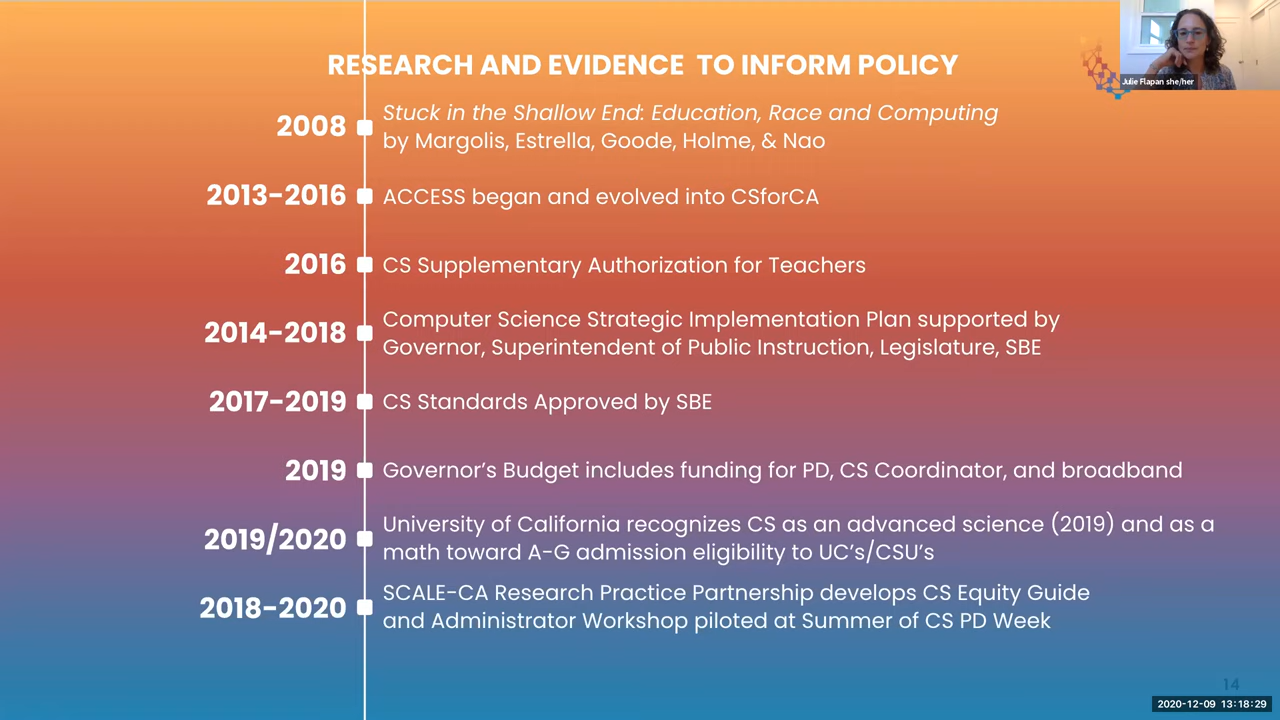 RESEARCH AND EVIDENCE TO INFORM POLICY
Julie Flapan she/her
2008
Stuck in the Shallow End: Education, Race and Computing
by Margolis, Estrella, Goode, Holme, & Nao
2013-2016
ACCESS began and evolved into CSforCA
2016
CS Supplementary Authorization for Teachers
2014-2018
Computer Science Strategic Implementation Plan supported by
Governor, Superintendent of Public Instruction, Legislature, SBE
2017-2019
CS Standards Approved by SBE
2019
Governor's Budget includes funding for PD, CS Coordinator, and broadband
2019/2020
University of California recognizes CS as an advanced science (2019) and as a
math toward A-G admission eligibility to UC's/CSU's
2018-2020
SCALE-CA Research Practice Partnership develops CS Equity Guide
and Administrator Workshop piloted at Summer of CS PD Week
14
2020-12-09 13:18:29